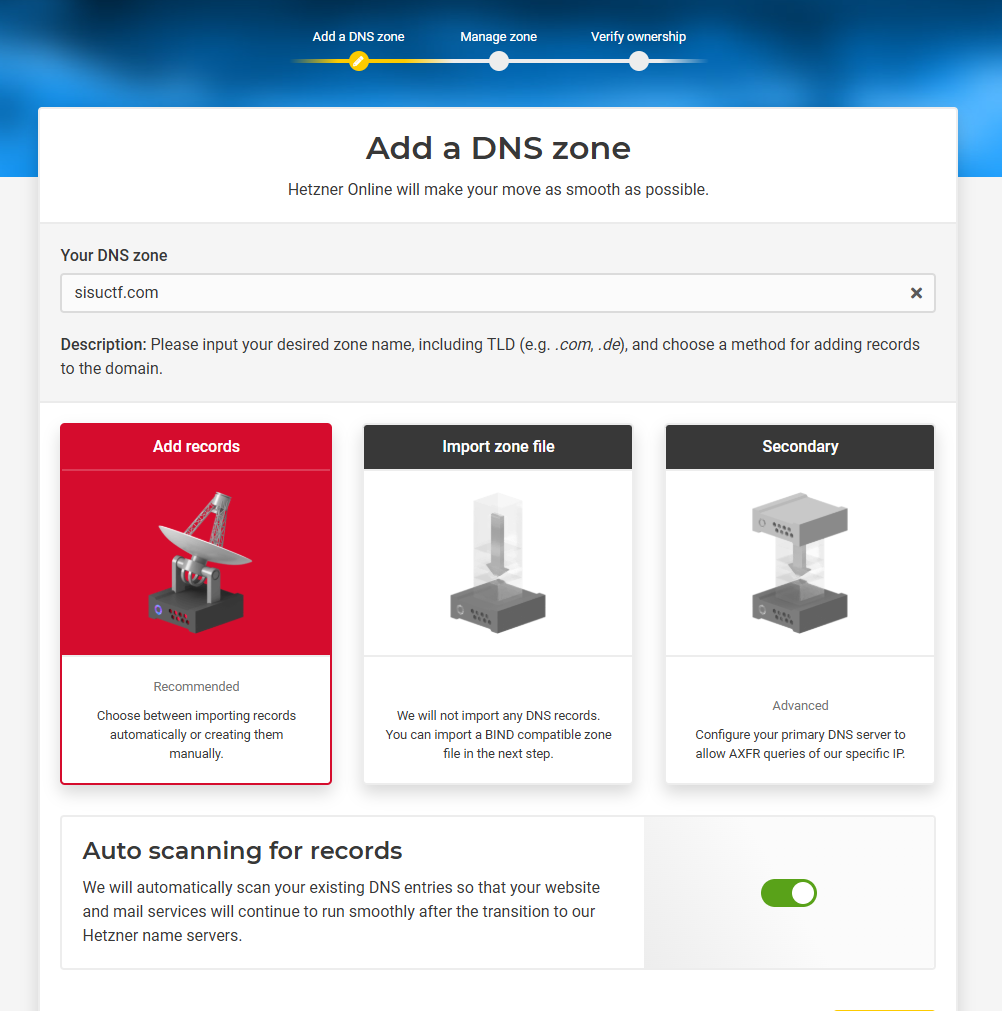 Add a DNS zone
Manage zone
Verify ownership
Add a DNS zone
Hetzner Online will make your move as smooth as possible.
Your DNS zone
sisuctf.com
Description: Please input your desired zone name, including TLD (e.g. .com, .de), and choose a method for adding records
to the domain.
Add records
Recommended
Choose between importing records
automatically or creating them
manually.
Import zone file
We will not import any DNS records.
You can import a BIND compatible zone
file in the next step.
Secondary
Advanced
Configure your primary DNS server to
allow AXFR queries of our specific IP.
Auto scanning for records
We will automatically scan your existing DNS entries so that your website
and mail services will continue to run smoothly after the transition to our
Hetzner name servers.